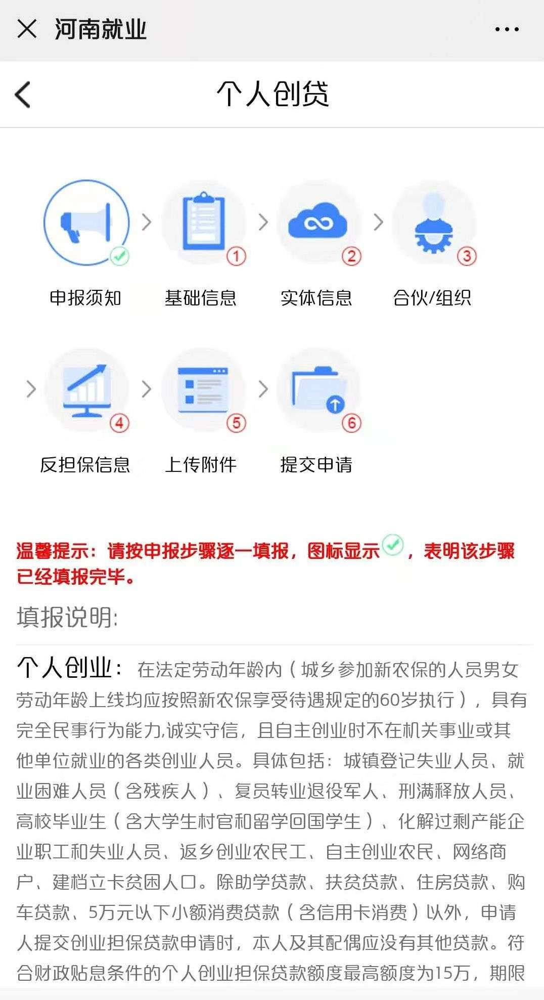 河南就业
个人创贷
申报须知
① 基础信息
② 实体信息
③ 合伙/组织
④ 反担保信息
⑤ 上传附件
⑥ 提交申请
温馨提示：请按申报步骤逐一填报，图标显示，表明该步骤
已经填报完毕。
填报说明:
个人创业：在法定劳动年龄内（城乡参加新农保的人员男女
劳动年龄上线均应按照新农保享受待遇规定的60岁执行），具有
完全民事行为能力,诚实守信，且自主创业时不在机关事业或其
他单位就业的各类创业人员。具体包括：城镇登记失业人员、就
业困难人员（含残疾人）、复员转业退役军人、刑满释放人员、
高校毕业生（含大学生村官和留学回国学生）、化解过剩产能企
业职工和失业人员、返乡创业农民工、自主创业农民、网络商
户、建档立卡贫困人口。除助学贷款、扶贫贷款、住房贷款、购
车贷款、5万元以下小额消费贷款（含信用卡消费）以外，申请
人提交创业担保贷款申请时，本人及其配偶应没有其他贷款。符
合财政贴息条件的个人创业担保贷款额度最高额度为15万，期限